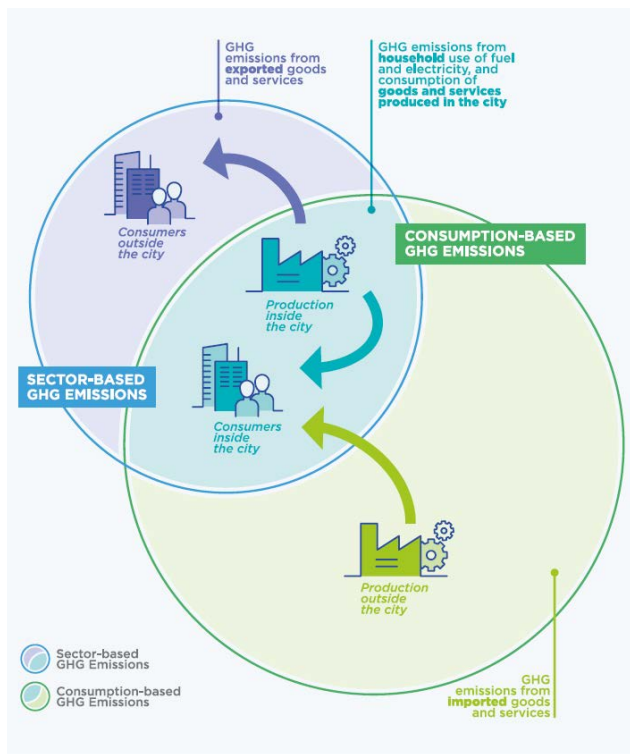 GHG
emissions from
exported goods
and services
GHG emissions from
household use of fuel
and electricity, and
consumption of
goods and services
produced in the city
Consumers
outside
the city
CONSUMPTION-BASED
GHG EMISSIONS
Production
inside
the city
SECTOR-BASED
GHG EMISSIONS
Consumers
inside
the city
Production
outside
the city
Sector-based
GHG Emissions
Consumption-based
GHG Emissions
GHG
emissions from
imported goods
and services